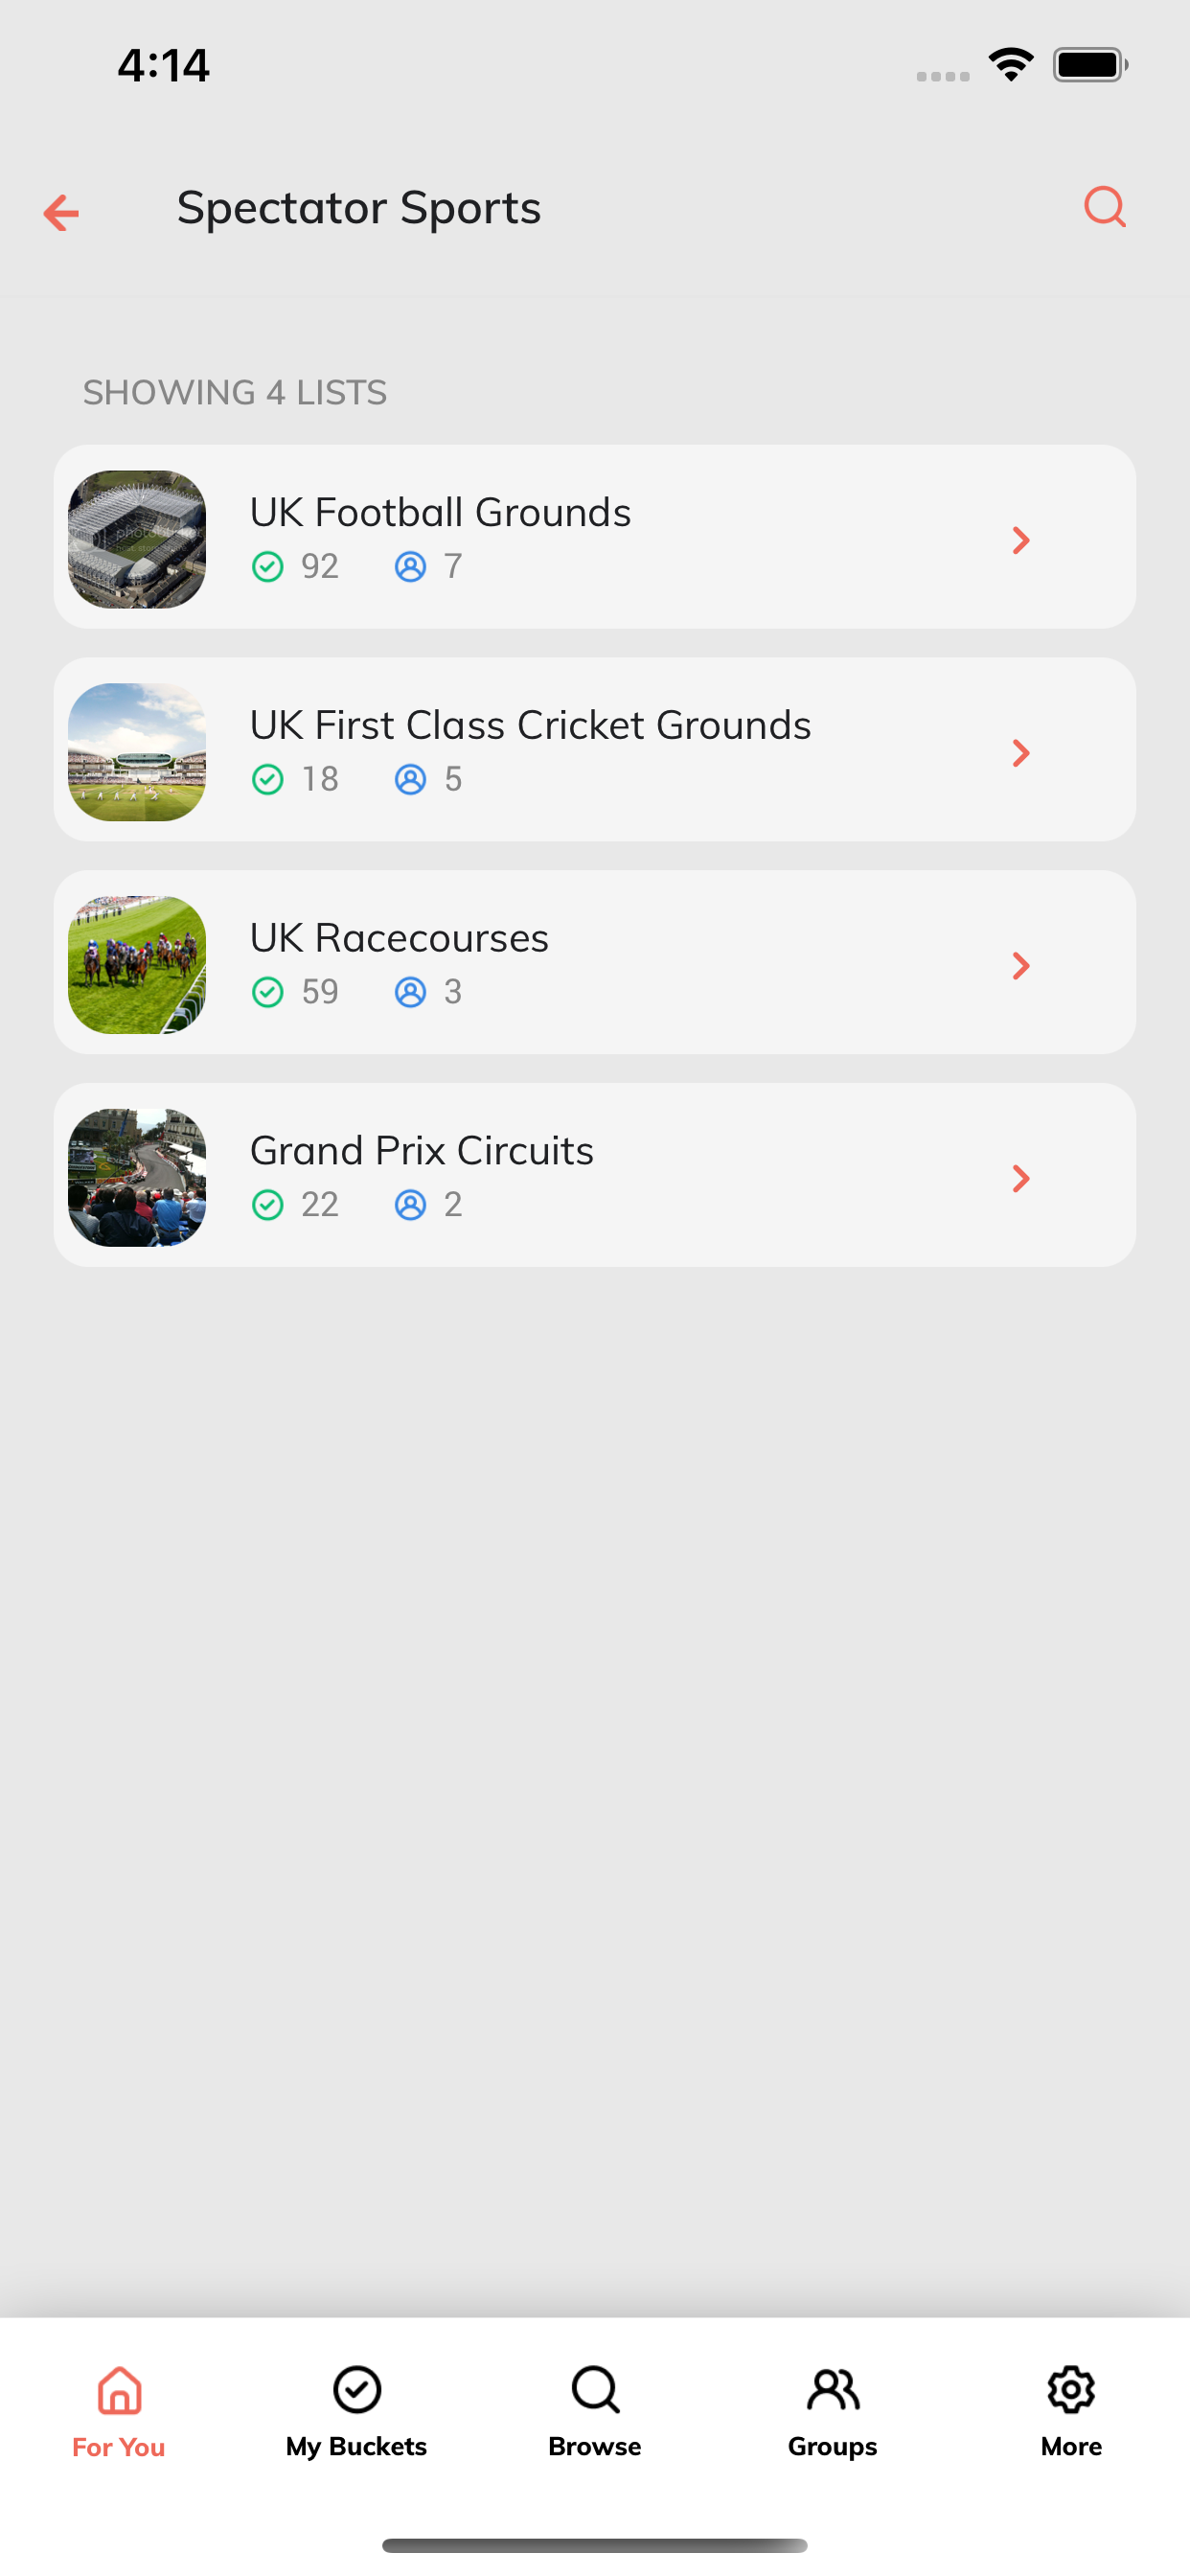 4:14
Spectator Sports
SHOWING 4 LISTS
UK Football Grounds
92 7
UK First Class Cricket Grounds
18 5
UK Racecourses
59 3
Grand Prix Circuits
22 2
For You
My Buckets
Browse
Groups
More